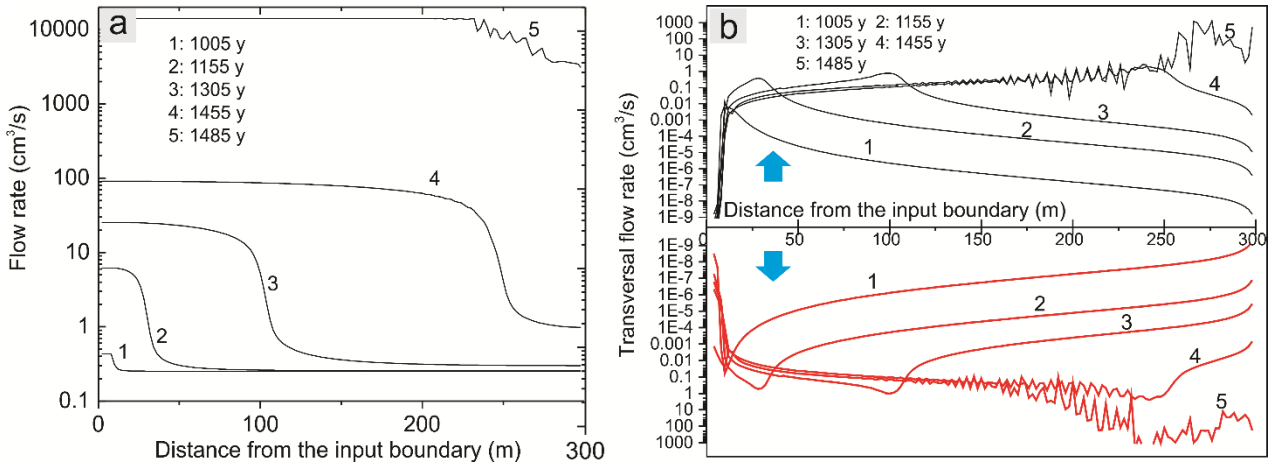 a
10000
1000
100
10
1
0.1
Flow rate (cm³/s)
1: 1005 y
2: 1155 y
3: 1305 y
4: 1455 y
5: 1485 y
5
4
3
2
1
0
100
200
300
Distance from the input boundary (m)
b
1000
100
10
1
0.1
0.01
0.001
1E-4
1E-5
1E-6
1E-7
1E-8
1E-9
Transversal flow rate (cm³/s)
1: 1005 y 2: 1155 y
3: 1305 y 4: 1455 y
5: 1485 y
5
4
3
2
1
Distance from the input boundary (m)
0
50
100
150
200
250
300
1E-9
1E-8
1E-7
1E-6
1E-4
0.001
0.01
0.1
10
100
1000
1
2
3
4
5